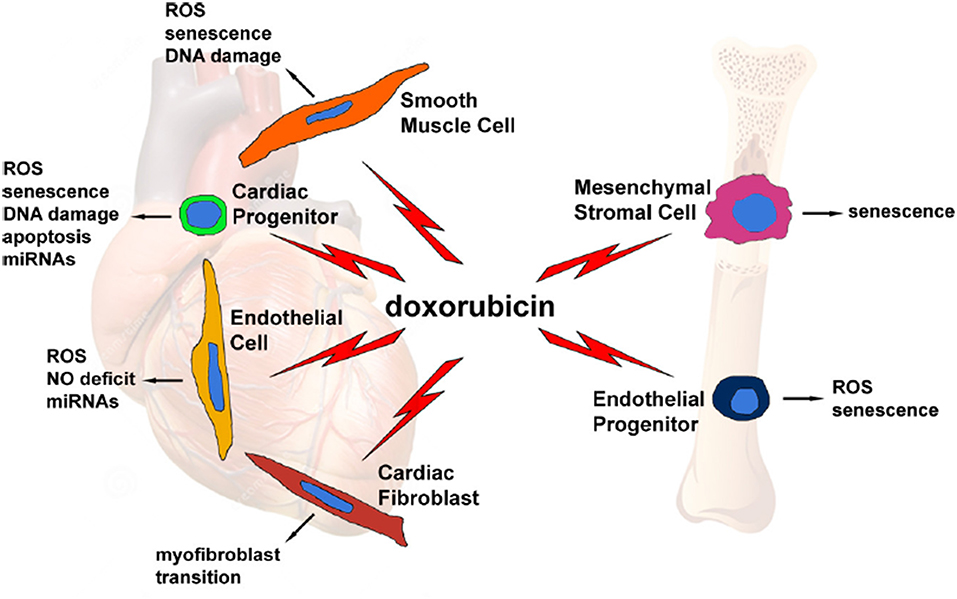 ROS
senescence
DNA damage
Smooth
Muscle Cell
ROS
senescence
DNA damage
apoptosis
miRNAs
Cardiac
Progenitor
Mesenchymal
Stromal Cell
senescence
doxorubicin
Endothelial
Cell
ROS
NO deficit
miRNAs
Endothelial
Progenitor
ROS
senescence
Cardiac
Fibroblast
myofibroblast
transition